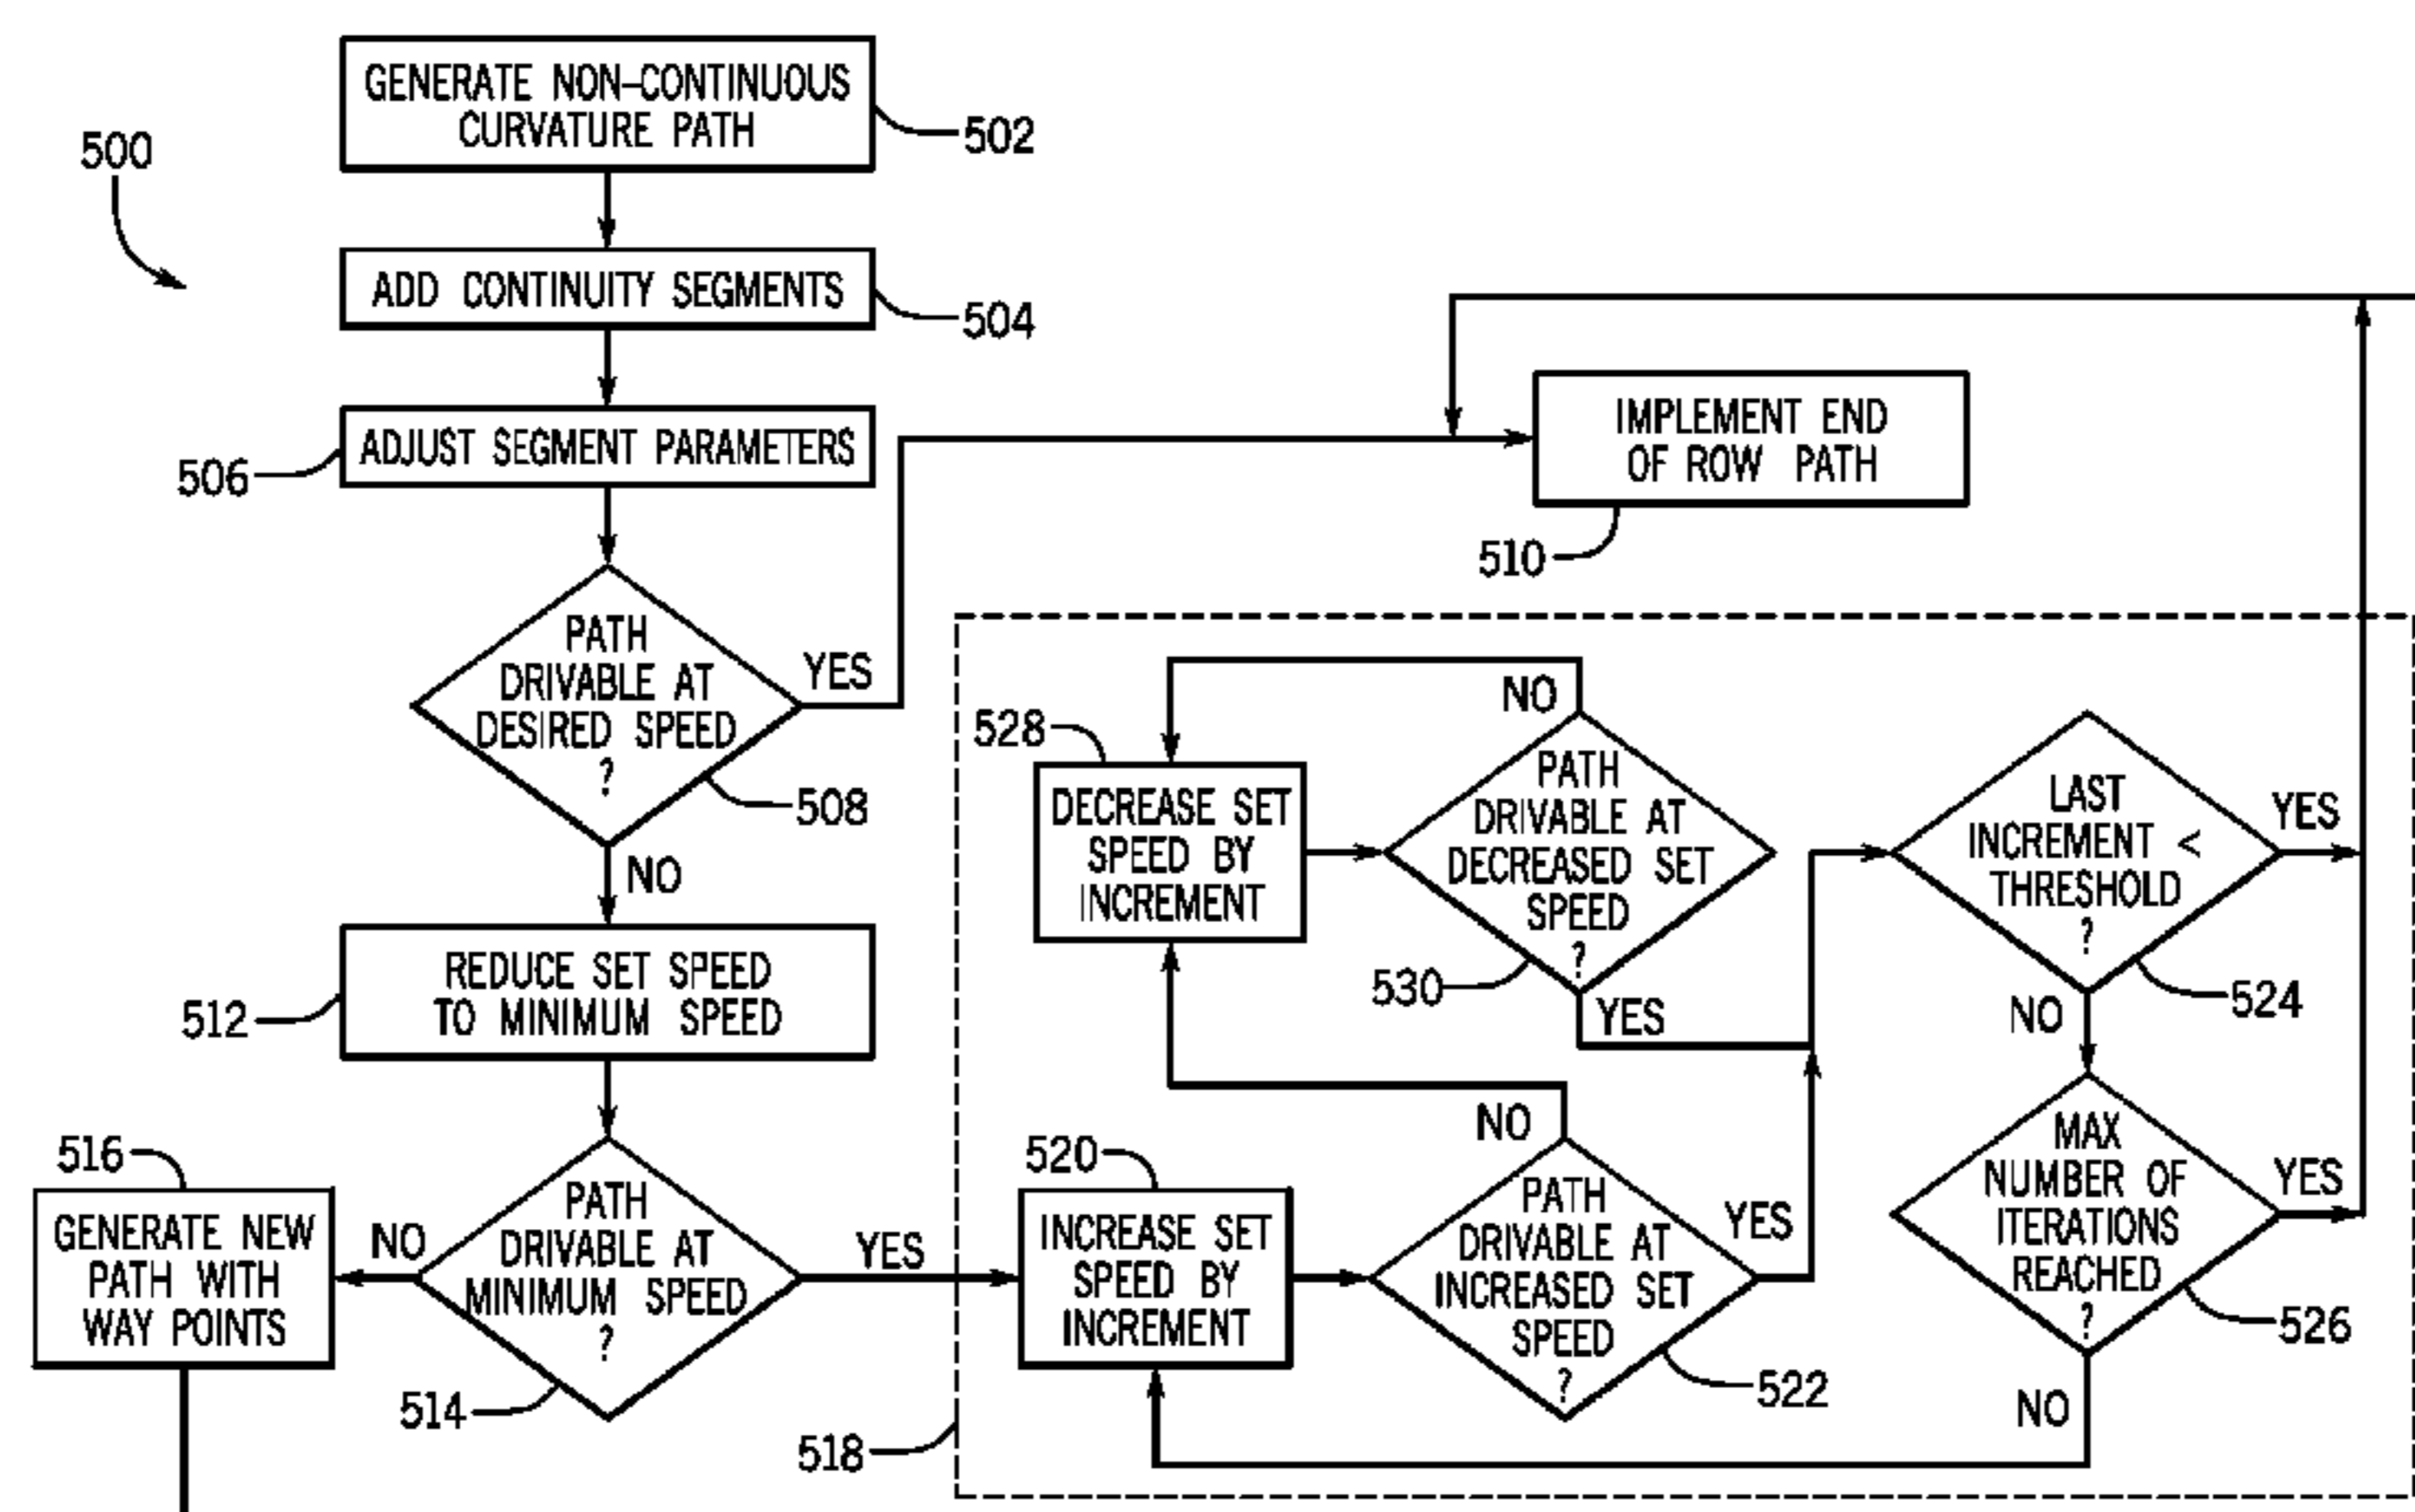 GENERATE NON-CONTINUOUS
CURVATURE PATH
502
500
ADD CONTINUITY SEGMENTS
504
ADJUST SEGMENT PARAMETERS
506
IMPLEMENT END
OF ROW PATH
510
PATH
DRIVABLE AT
DESIRED SPEED
?
YES
508
NO
REDUCE SET SPEED
TO MINIMUM SPEED
512
PATH
DRIVABLE AT
MINIMUM SPEED
?
514
NO
YES
516
GENERATE NEW
PATH WITH
WAY POINTS
518
520
INCREASE SET
SPEED BY
INCREMENT
PATH
DRIVABLE AT
INCREASED SET
SPEED
?
522
NO
YES
528
DECREASE SET
SPEED BY
INCREMENT
NO
PATH
DRIVABLE AT
DECREASED SET
SPEED
?
530
YES
LAST
INCREMENT <
THRESHOLD
?
YES
524
NO
MAX
NUMBER OF
ITERATIONS
REACHED
?
YES
526
NO